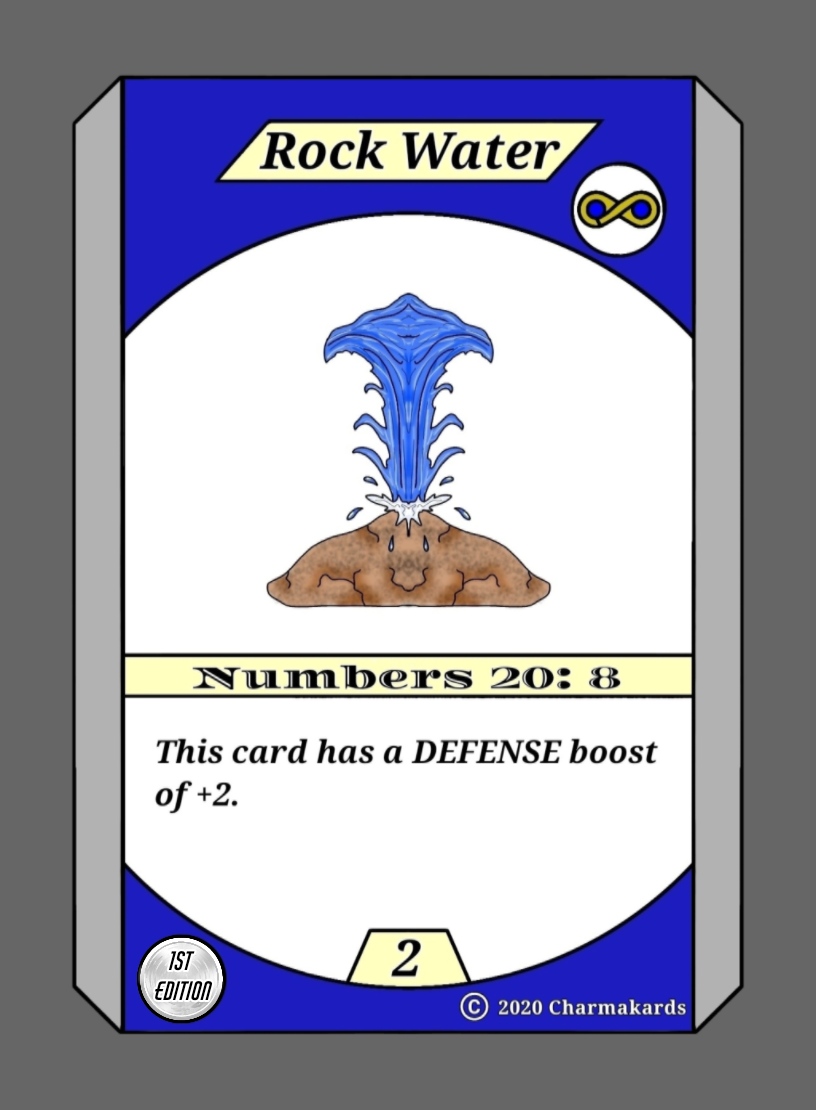 Rock Water
Numbers 20: 8
This card has a DEFENSE boost
of +2.
2
1ST
EDITION
© 2020 Charmakards